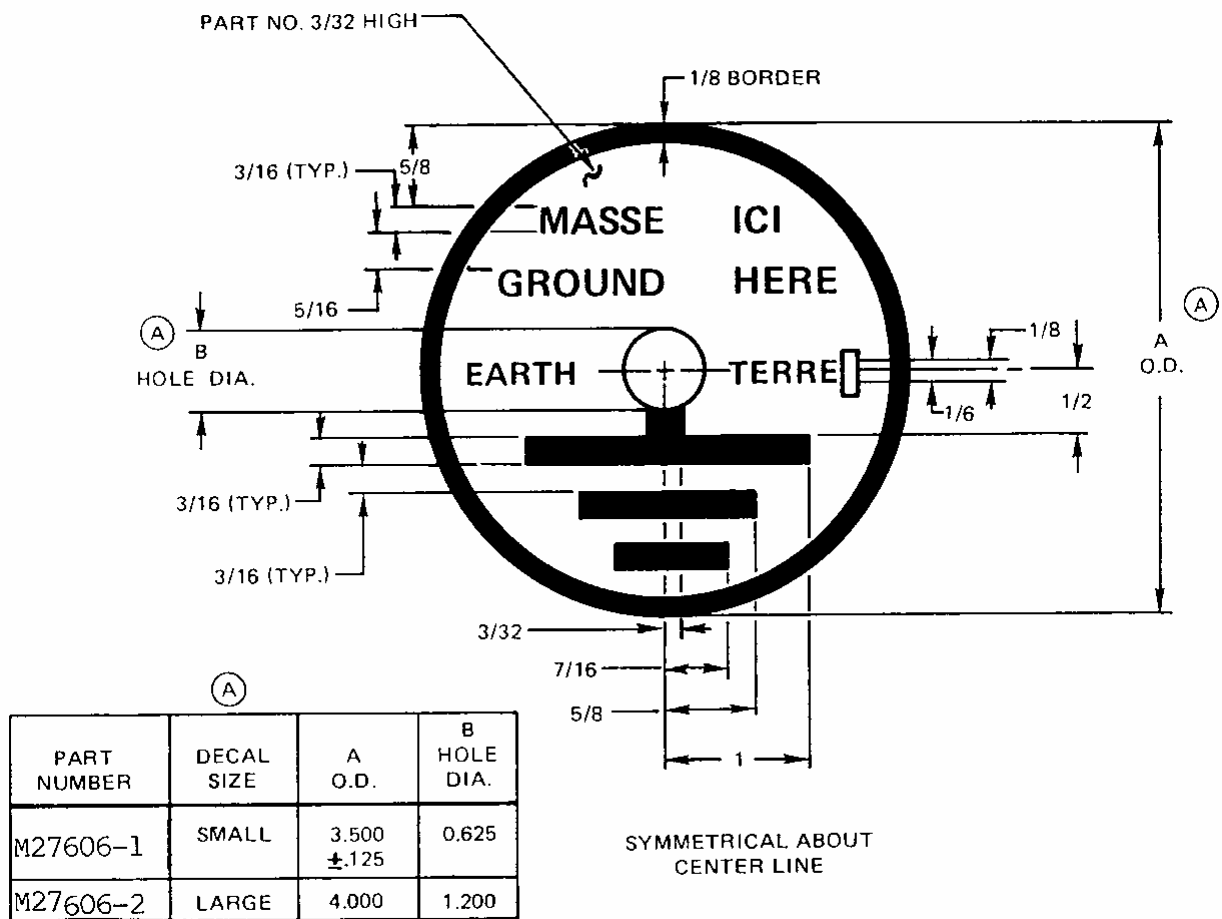 PART NO. 3/32 HIGH
1/8 BORDER
3/16 (TYP.)
5/8
MASSE ICI
GROUND HERE
5/16
A
B
HOLE DIA.
EARTH TERRE
1/8
1/6
1/2
A
O.D.
A
3/16 (TYP.)
3/16 (TYP.)
3/32
7/16
5/8
1
A
PART NUMBER DECAL SIZE A O.D. B HOLE DIA.
M27606-1 SMALL 3.500 ±.125 0.625
M27606-2 LARGE 4.000 1.200
SYMMETRICAL ABOUT
CENTER LINE